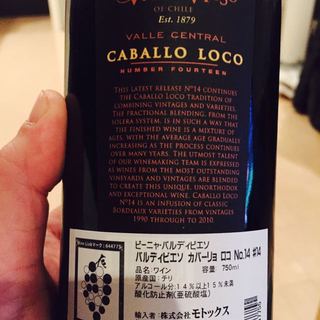 OF CHILE
Est. 1879
VALLE CENTRAL
CABALLO LOCO
NUMBER FOURTEEN
THIS LATEST RELEASE Nº14 CONTINUES
THE CABALLO LOCO TRADITION OF
COMBINING VINTAGES AND VARIETIES.
THE FRACTIONAL BLENDING, FROM THE
SOLERA SYSTEM, IS IN SUCH A WAY THAT
THE FINISHED WINE IS A MIXTURE OF
AGES, WITH THE AVERAGE AGE GRADUALLY
INCREASING AS THE PROCESS CONTINUES
OVER MANY YEARS. THE UTMOST TALENT
OF OUR WINEMAKING TEAM IS EXPRESSED
AS WINES FROM THE MOST OUTSTANDING
VINEYARDS AND VINTAGES ARE BLENDED
TO CREATE THIS UNIQUE, UNORTHODOX
AND EXCEPTIONAL WINE. CABALLO LOCO
Nº14 IS AN INFUSION OF CLASSIC
BORDEAUX VARIETIES FROM VINTAGES
1990 THROUGH TO 2010.
ビーニャ・バルディビエソ
バルディビエソ カバーリョ ロコ No.14 #14
品名:ワイン 容量:750ml
原産国:チリ
アルコール分:14%以上15%未満
酸化防止剤(亜硫酸塩)
輸入者:株式会社モトックス